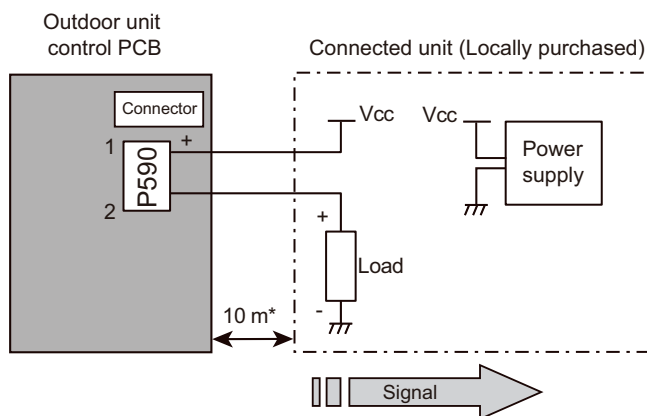 Outdoor unit
control PCB
Connected unit (Locally purchased)
Connector
1
+
P590
2
Vcc
Vcc
Power
supply
+
Load
-
10 m*
Signal